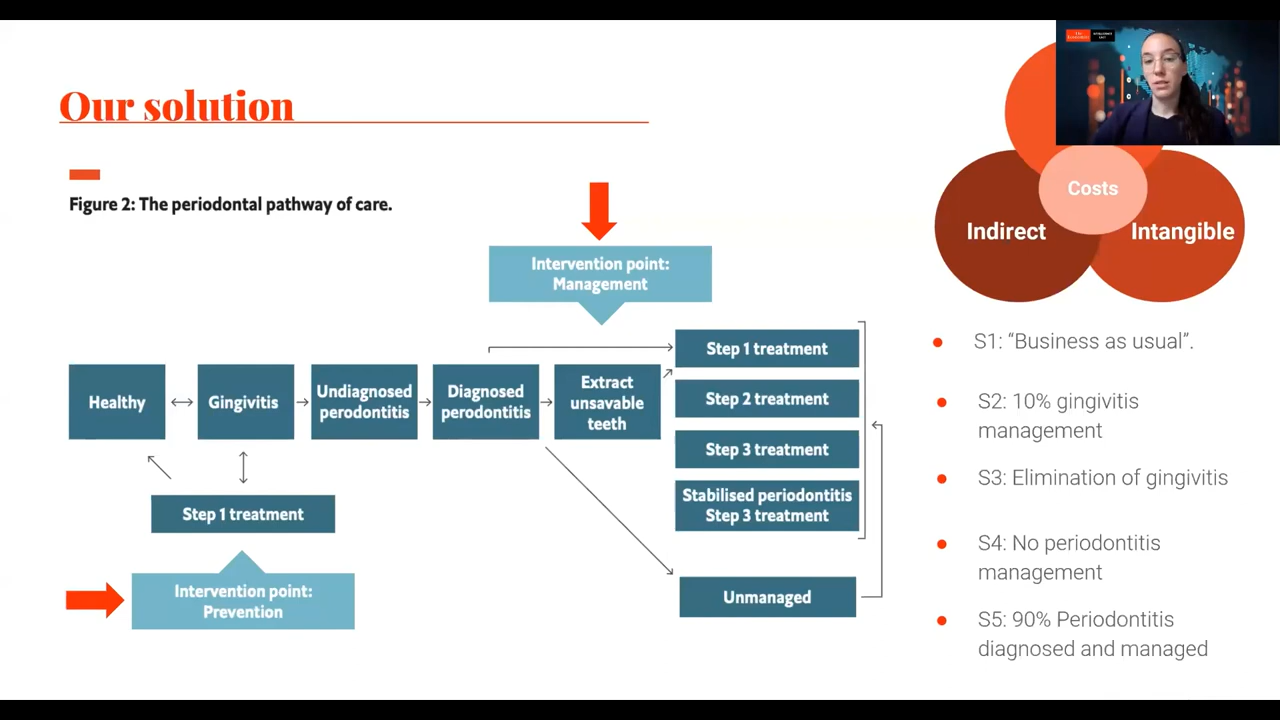 Our solution
Figure 2: The periodontal pathway of care.
Intervention point:
Management
Healthy
Gingivitis
Undiagnosed
perodontitis
Diagnosed
perodontitis
Extract
unsavable
teeth
Step 1 treatment
Step 2 treatment
Step 3 treatment
Stabilised periodontitis
Step 3 treatment
Unmanaged
Step 1 treatment
Intervention point:
Prevention
Costs
Indirect
Intangible
S1: “Business as usual”.
S2: 10% gingivitis
management
S3: Elimination of gingivitis
S4: No periodontitis
management
S5: 90% Periodontitis
diagnosed and managed